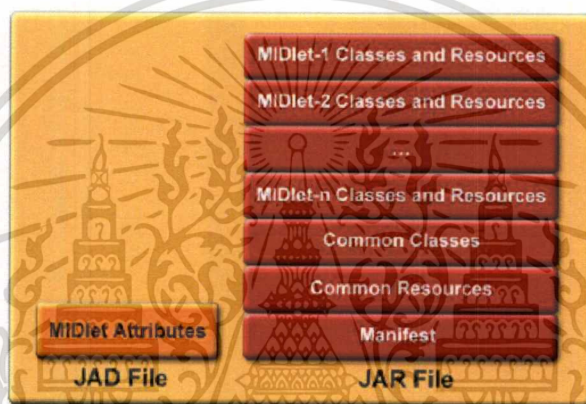 MIDlet-1 Classes and Resources
MIDlet-2 Classes and Resources
...
MIDlet-n Classes and Resources
Common Classes
Common Resources
MIDlet Attributes
Manifest
JAD File
JAR File